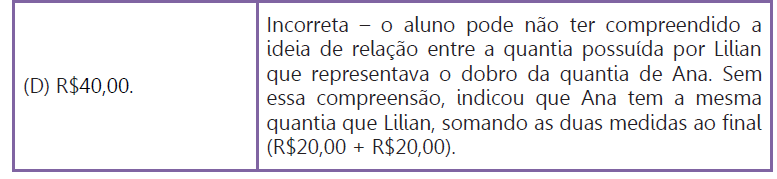 (D) R$40,00.
Incorreta – o aluno pode não ter compreendido a
ideia de relação entre a quantia possuída por Lilian
que representava o dobro da quantia de Ana. Sem
essa compreensão, indicou que Ana tem a mesma
quantia que Lilian, somando as duas medidas ao final
(R$20,00 + R$20,00).